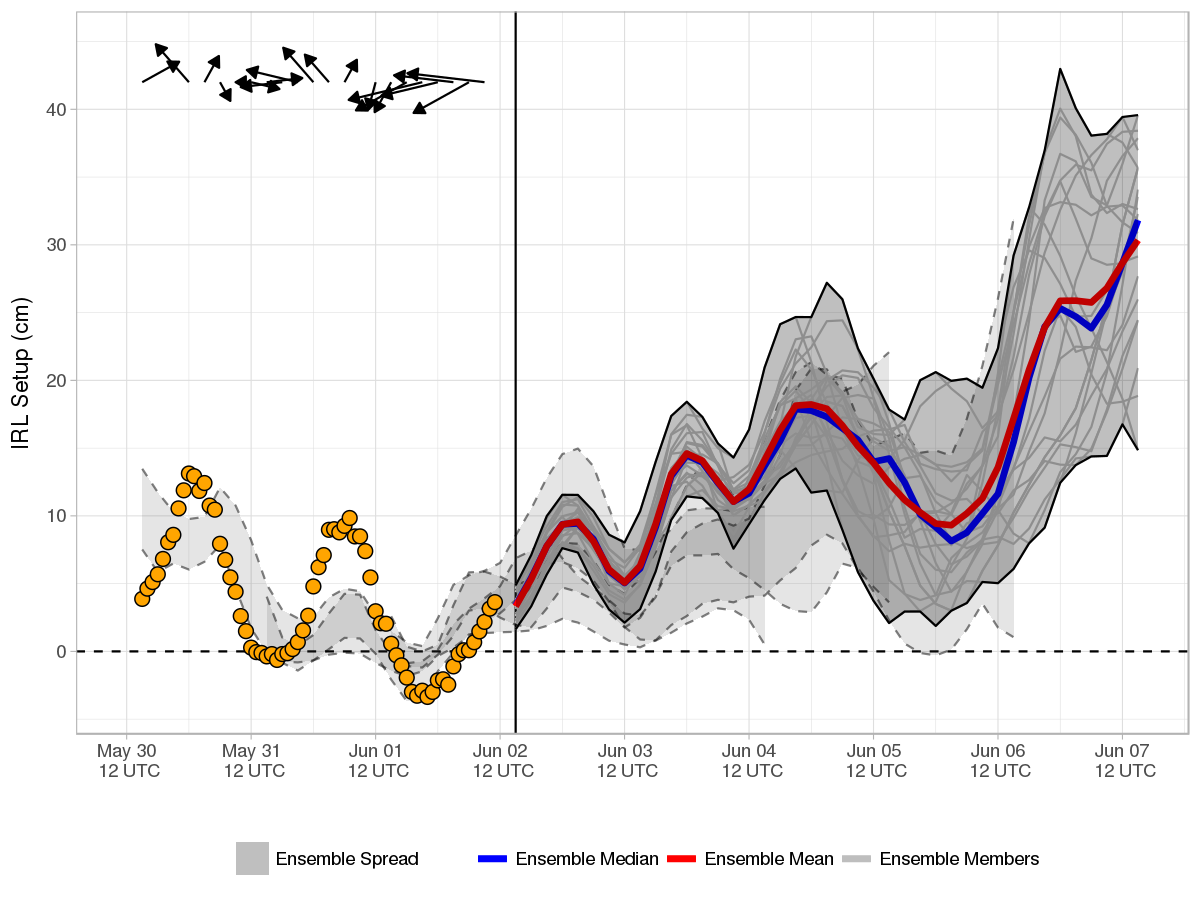 IRL Setup (cm)
40
30
20
10
0
May 30 May 31 Jun 01 Jun 02 Jun 03 Jun 04 Jun 05 Jun 06 Jun 07
12 UTC 12 UTC 12 UTC 12 UTC 12 UTC 12 UTC 12 UTC 12 UTC 12 UTC
Ensemble Spread Ensemble Median Ensemble Mean Ensemble Members